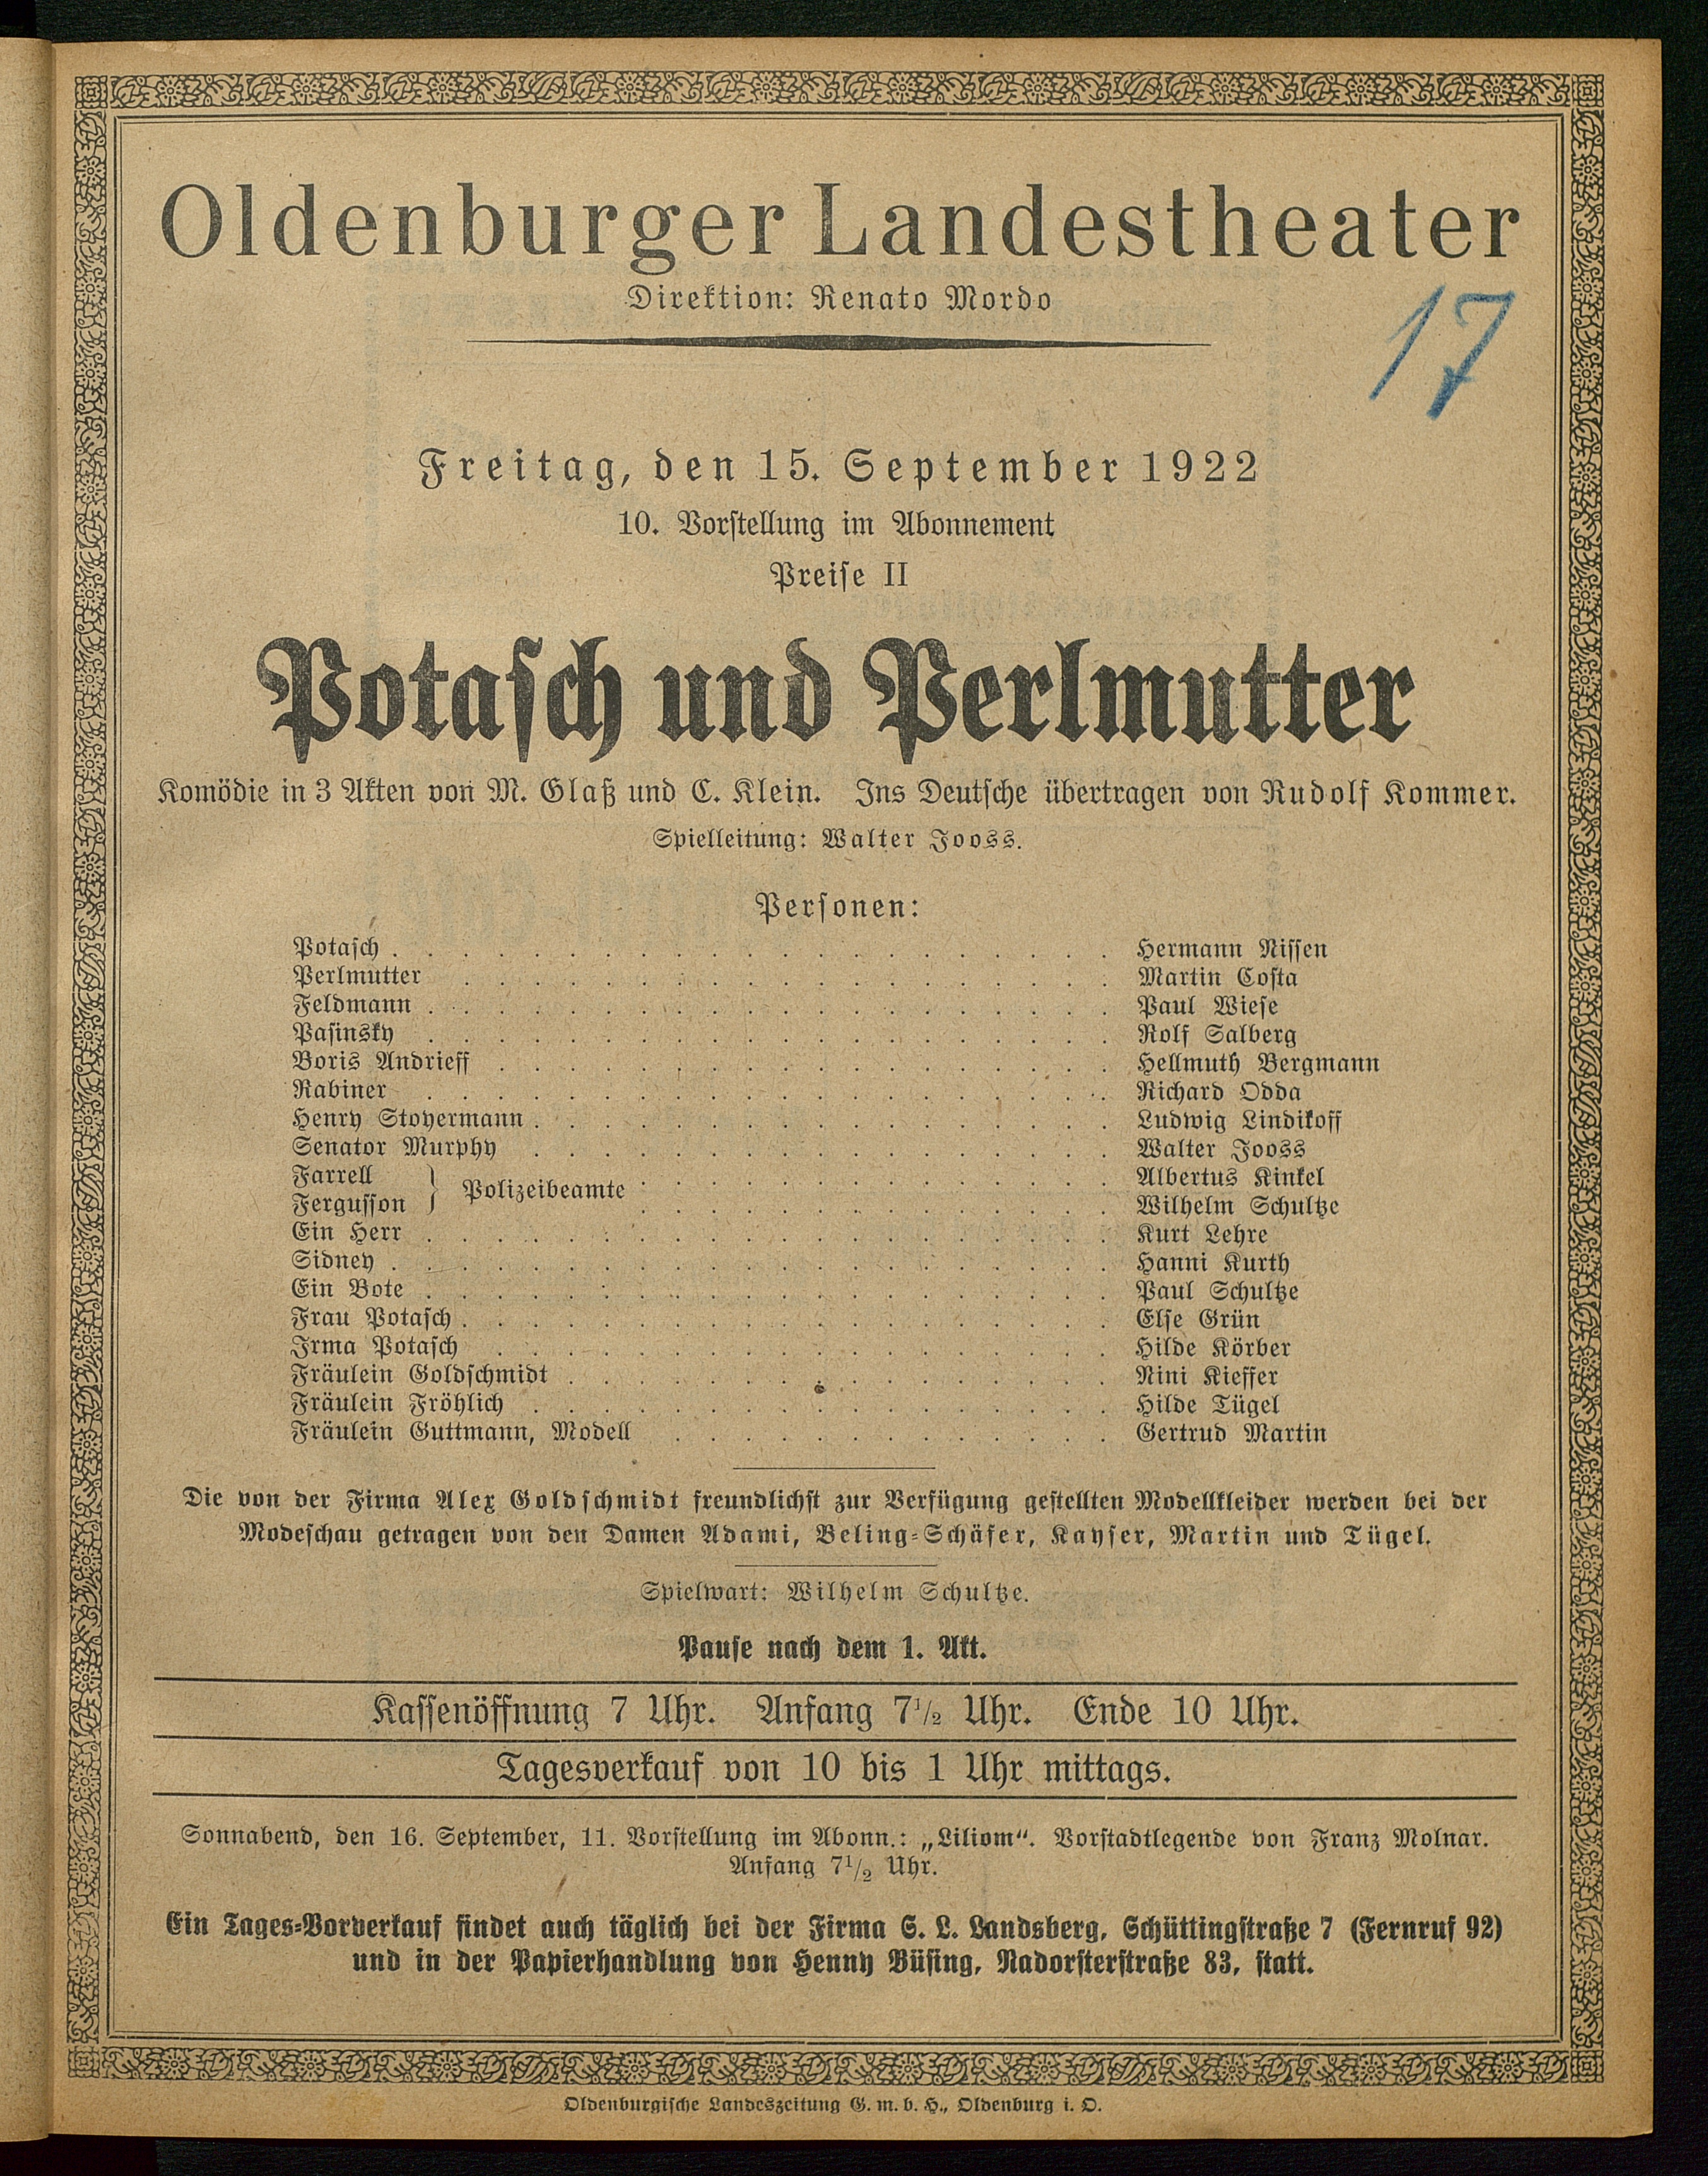 Oldenburger Landestheater
Direktion: Renato Mordo
17
Freitag, den 15. September 1922
10. Vorstellung im Abonnement
Preise II
Potasch und Perlmutter
Komödie in 3 Akten von M. Glaß und C. Klein. Ins Deutsche übertragen von Rudolf Kommer.
Spielleitung: Walter Jooss.
Personen:
Potasch . . . . . Hermann Nissen
Perlmutter . . . . . Martin Costa
Feldmann . . . . . Paul Wiese
Pasinsky . . . . . Rolf Salberg
Boris Andrieff . . . . . Hellmuth Bergmann
Rabiner . . . . . Richard Odda
Henry Stoyermann . . . . . Ludwig Lindikoff
Senator Murphy . . . . . Walter Jooss
Farrell } Polizeibeamte . . . . . Albertus Kinkel
Fergusson } . . . . . Wilhelm Schultze
Ein Herr . . . . . Kurt Lehre
Sidney . . . . . Hanni Kurth
Ein Bote . . . . . Paul Schultze
Frau Potasch . . . . . Else Grün
Irma Potasch . . . . . Hilde Körber
Fräulein Goldschmidt . . . . . Nini Kieffer
Fräulein Fröhlich . . . . . Hilde Tügel
Fräulein Guttmann, Modell . . . . . Gertrud Martin
Die von der Firma Alex Goldschmidt freundlichst zur Verfügung gestellten Modellkleider werden bei der
Modeschau getragen von den Damen Adami, Beling=Schäfer, Kayser, Martin und Tügel.
Spielwart: Wilhelm Schultze.
Pause nach dem 1. Akt.
Kassenöffnung 7 Uhr. Anfang 7 1/2 Uhr. Ende 10 Uhr.
Tagesverkauf von 10 bis 1 Uhr mittags.
Sonnabend, den 16. September, 11. Vorstellung im Abonn.: „Liliom“. Vorstadtlegende von Franz Molnar.
Anfang 7 1/2 Uhr.
Ein Tages=Vorverkauf findet auch täglich bei der Firma S. L. Landsberg, Schüttingstraße 7 (Fernruf 92)
und in der Papierhandlung von Henny Büsing, Nadorsterstraße 83, statt.
Oldenburgische Landeszeitung G. m. b. H., Oldenburg i. O.